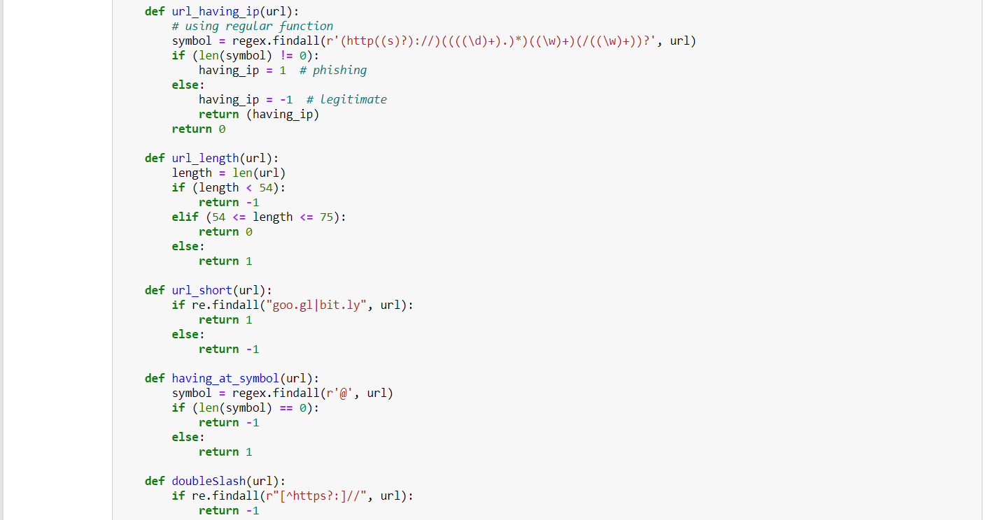 def url_having_ip(url):
    # using regular function
    symbol = regex.findall(r'(http((s)?)://)((((\d)+).)*)((\w)+)(/((\w)+))?', url)
    if (len(symbol) != 0):
        having_ip = 1  # phishing
    else:
        having_ip = -1  # legitimate
        return (having_ip)
    return 0

def url_length(url):
    length = len(url)
    if (length < 54):
        return -1
    elif (54 <= length <= 75):
        return 0
    else:
        return 1

def url_short(url):
    if re.findall("goo.gl|bit.ly", url):
        return 1
    else:
        return -1

def having_at_symbol(url):
    symbol = regex.findall(r'@', url)
    if (len(symbol) == 0):
        return -1
    else:
        return 1

def doubleSlash(url):
    if re.findall(r"[^https?:]//", url):
        return -1